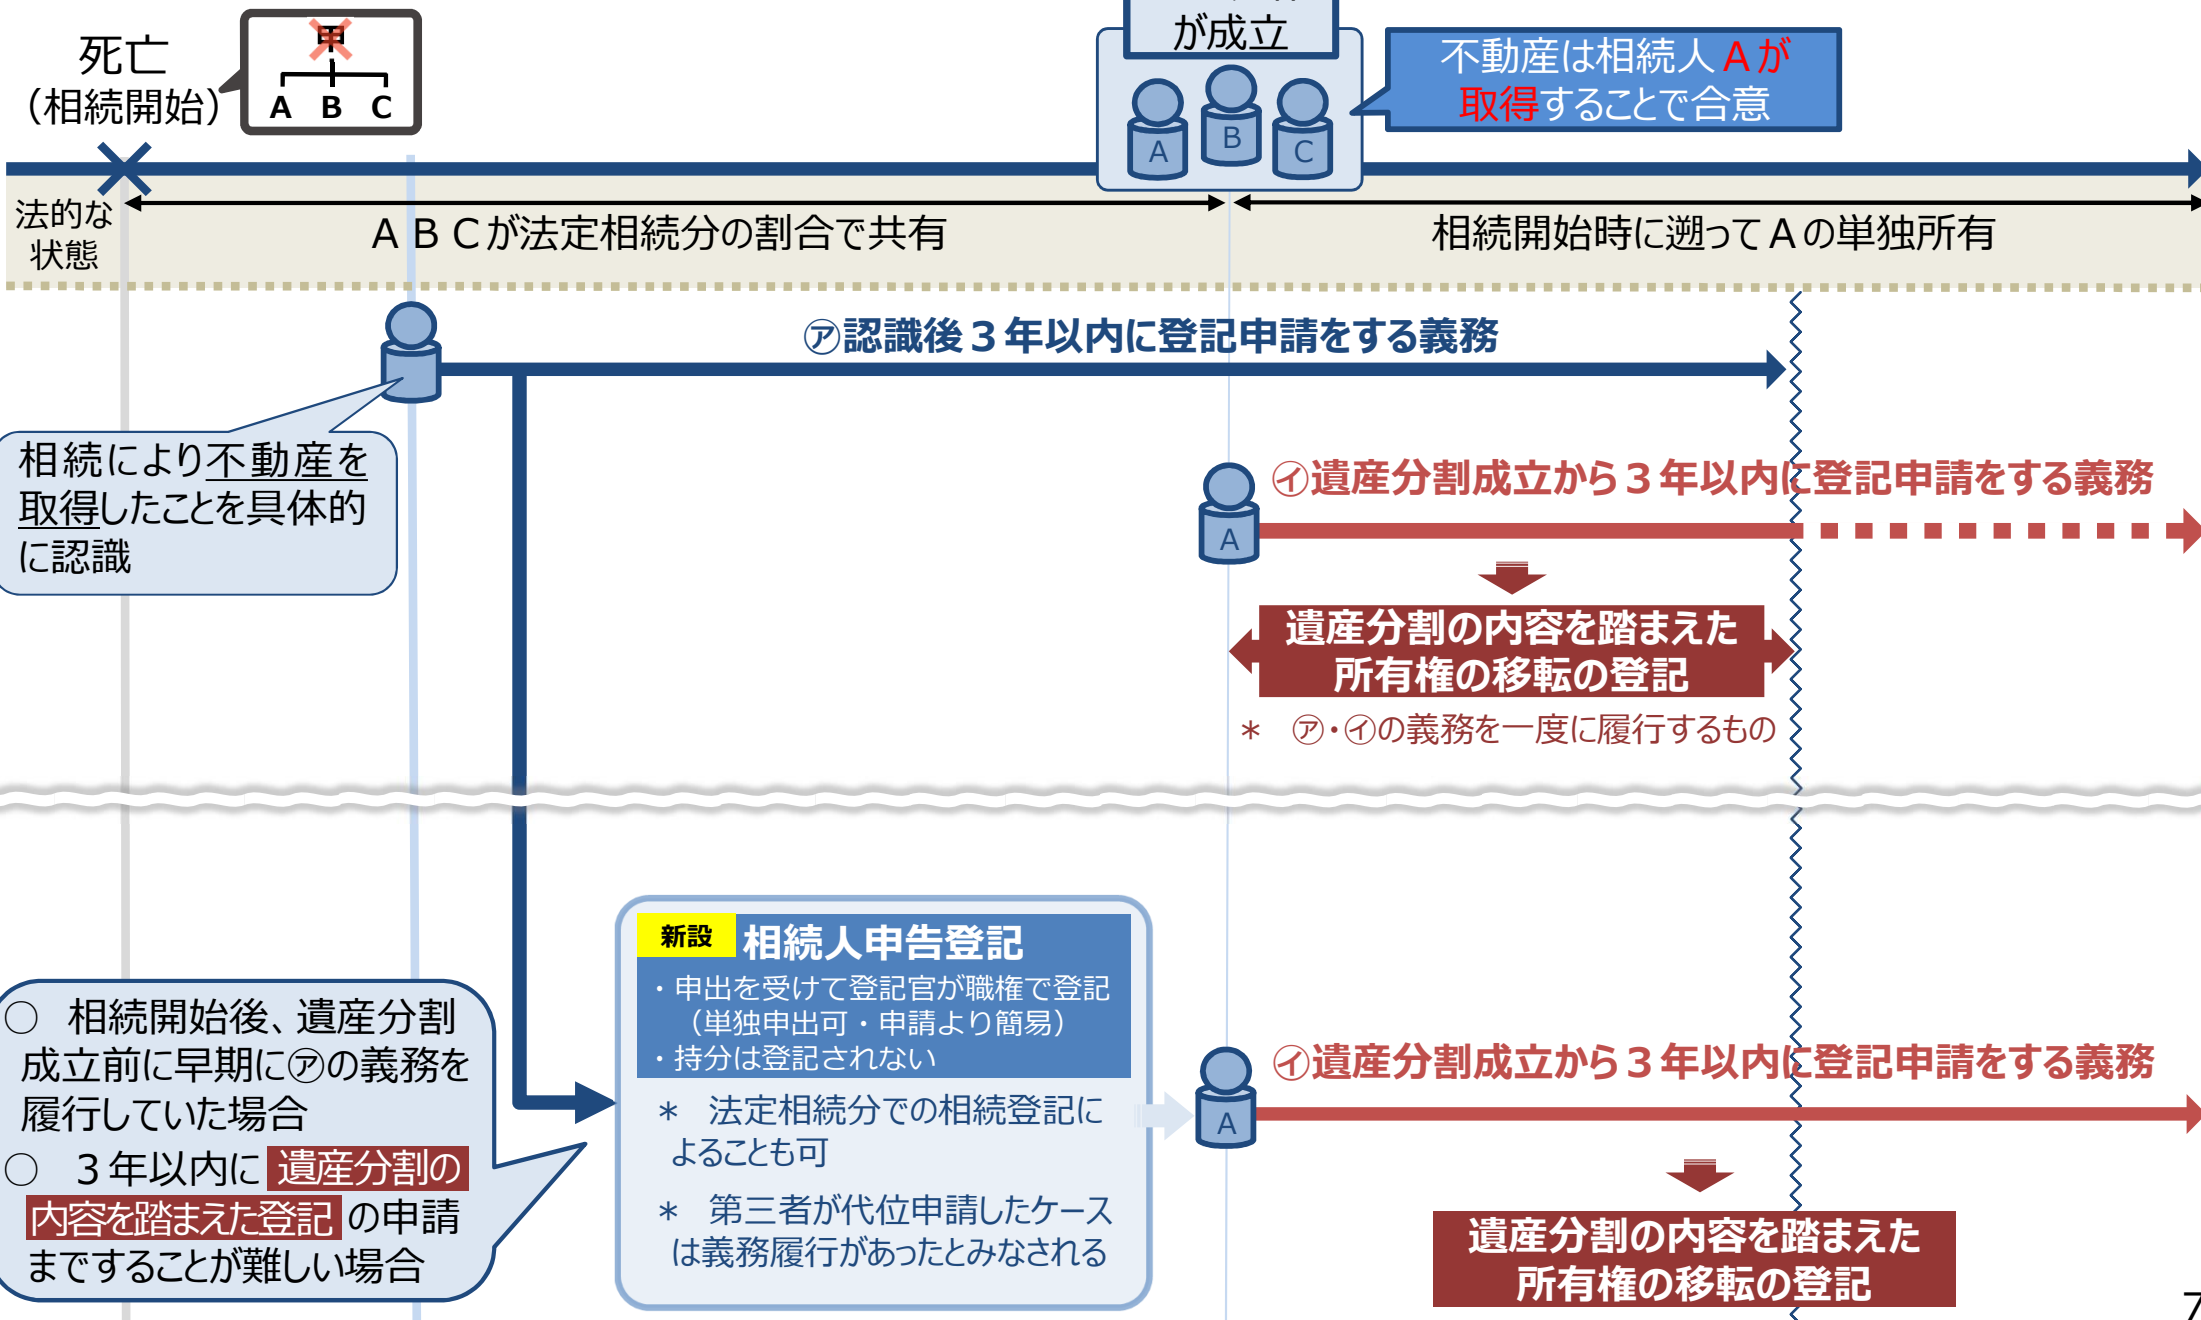 死亡
（相続開始）
甲
A B C
が成立
不動産は相続人Aが
取得することで合意
A
B
C
法的な
状態
ABCが法定相続分の割合で共有
相続開始時に遡ってAの単独所有
㋐認識後3年以内に登記申請をする義務
相続により不動産を
取得したことを具体的
に認識
㋑遺産分割成立から3年以内に登記申請をする義務
A
遺産分割の内容を踏まえた
所有権の移転の登記
＊ ㋐・㋑の義務を一度に履行するもの
新設 相続人申告登記
・申出を受けて登記官が職権で登記
（単独申出可・申請より簡易）
・持分は登記されない
＊ 法定相続分での相続登記に
よることも可
＊ 第三者が代位申請したケース
は義務履行があったとみなされる
○ 相続開始後、遺産分割
成立前に早期に㋐の義務を
履行していた場合
○ 3年以内に遺産分割の
内容を踏まえた登記の申請
まですることが難しい場合
㋑遺産分割成立から3年以内に登記申請をする義務
A
遺産分割の内容を踏まえた
所有権の移転の登記
7